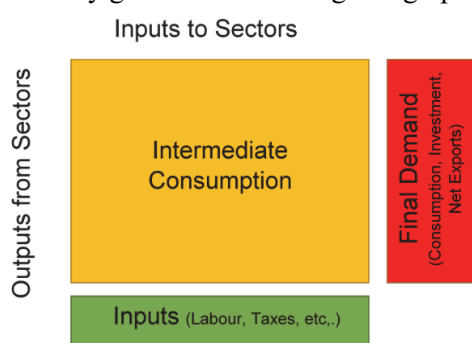 Inputs to Sectors
Outputs from Sectors
Intermediate
Consumption
Final Demand
(Consumption, Investment,
Net Exports)
Inputs (Labour, Taxes, etc,.)